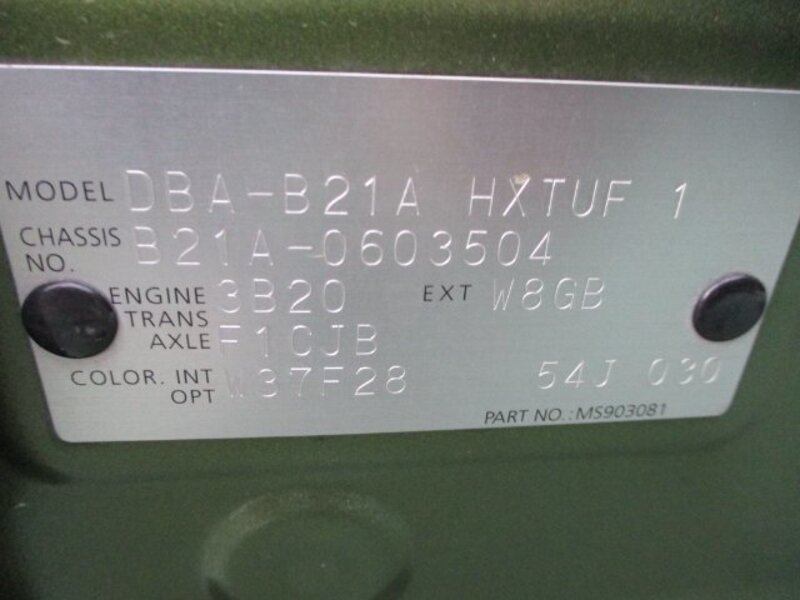 MODEL DBA-B21A HXTUF 1
CHASSIS NO. B21A-0603504
ENGINE 3B20 EXT W8GB
TRANS AXLE F1CJB
COLOR. INT OPT W37F28 54J 030
PART NO.: MS903081